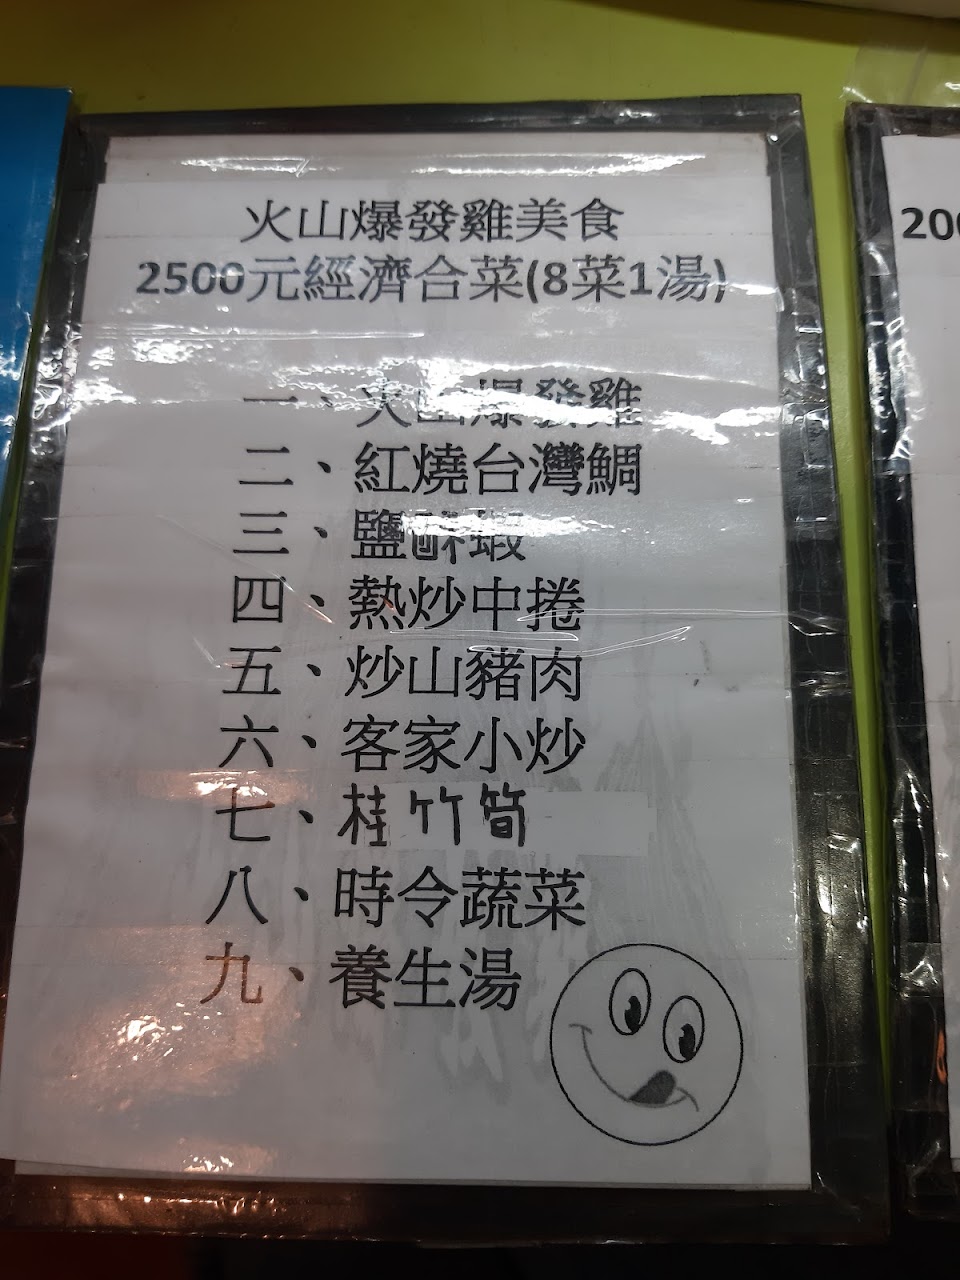 火山爆發雞美食
2500元經濟合菜(8菜1湯)
一、火山爆發雞
二、紅燒台灣鯛
三、鹽酥蝦
四、熱炒中捲
五、炒山豬肉
六、客家小炒
七、桂竹筍
八、時令蔬菜
九、養生湯
200